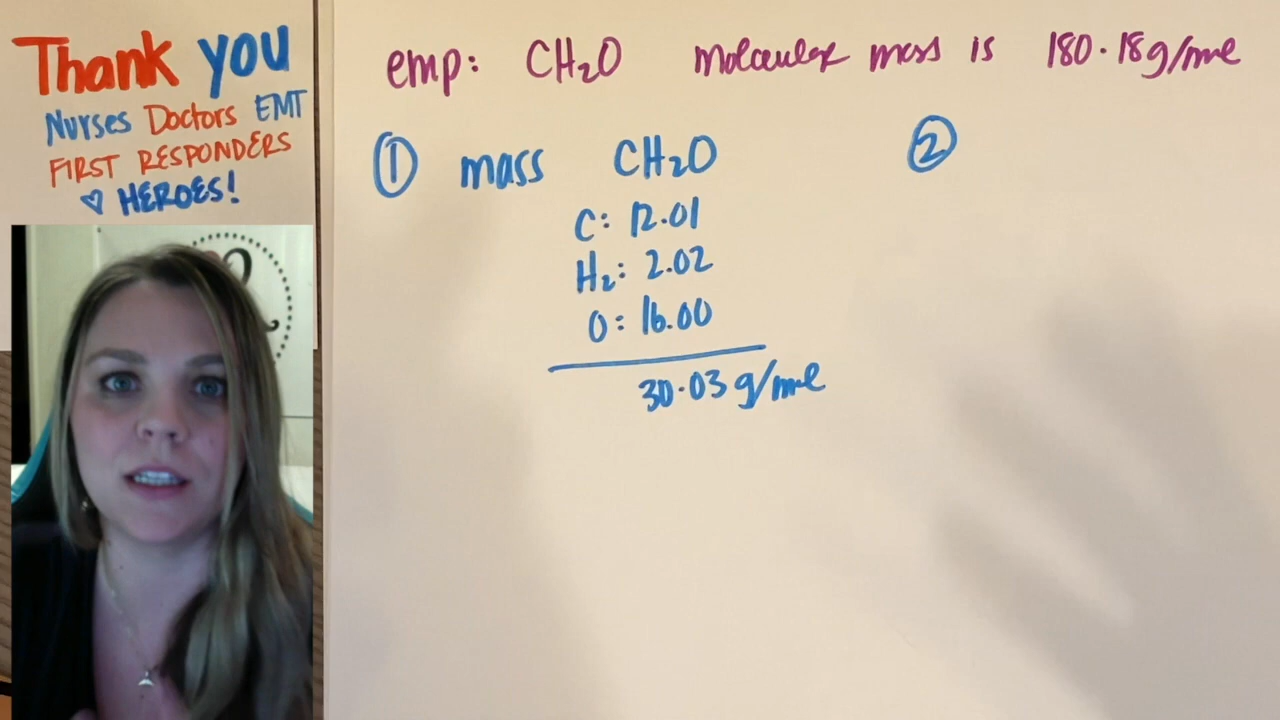 Thank you
Nurses Doctors EMT
FIRST RESPONDERS
♡ HEROES!
emp: CH₂O molecular mass is 180.18g/mole
① mass CH₂O
C: 12.01
H₂: 2.02
O: 16.00
30.03 g/mole
②